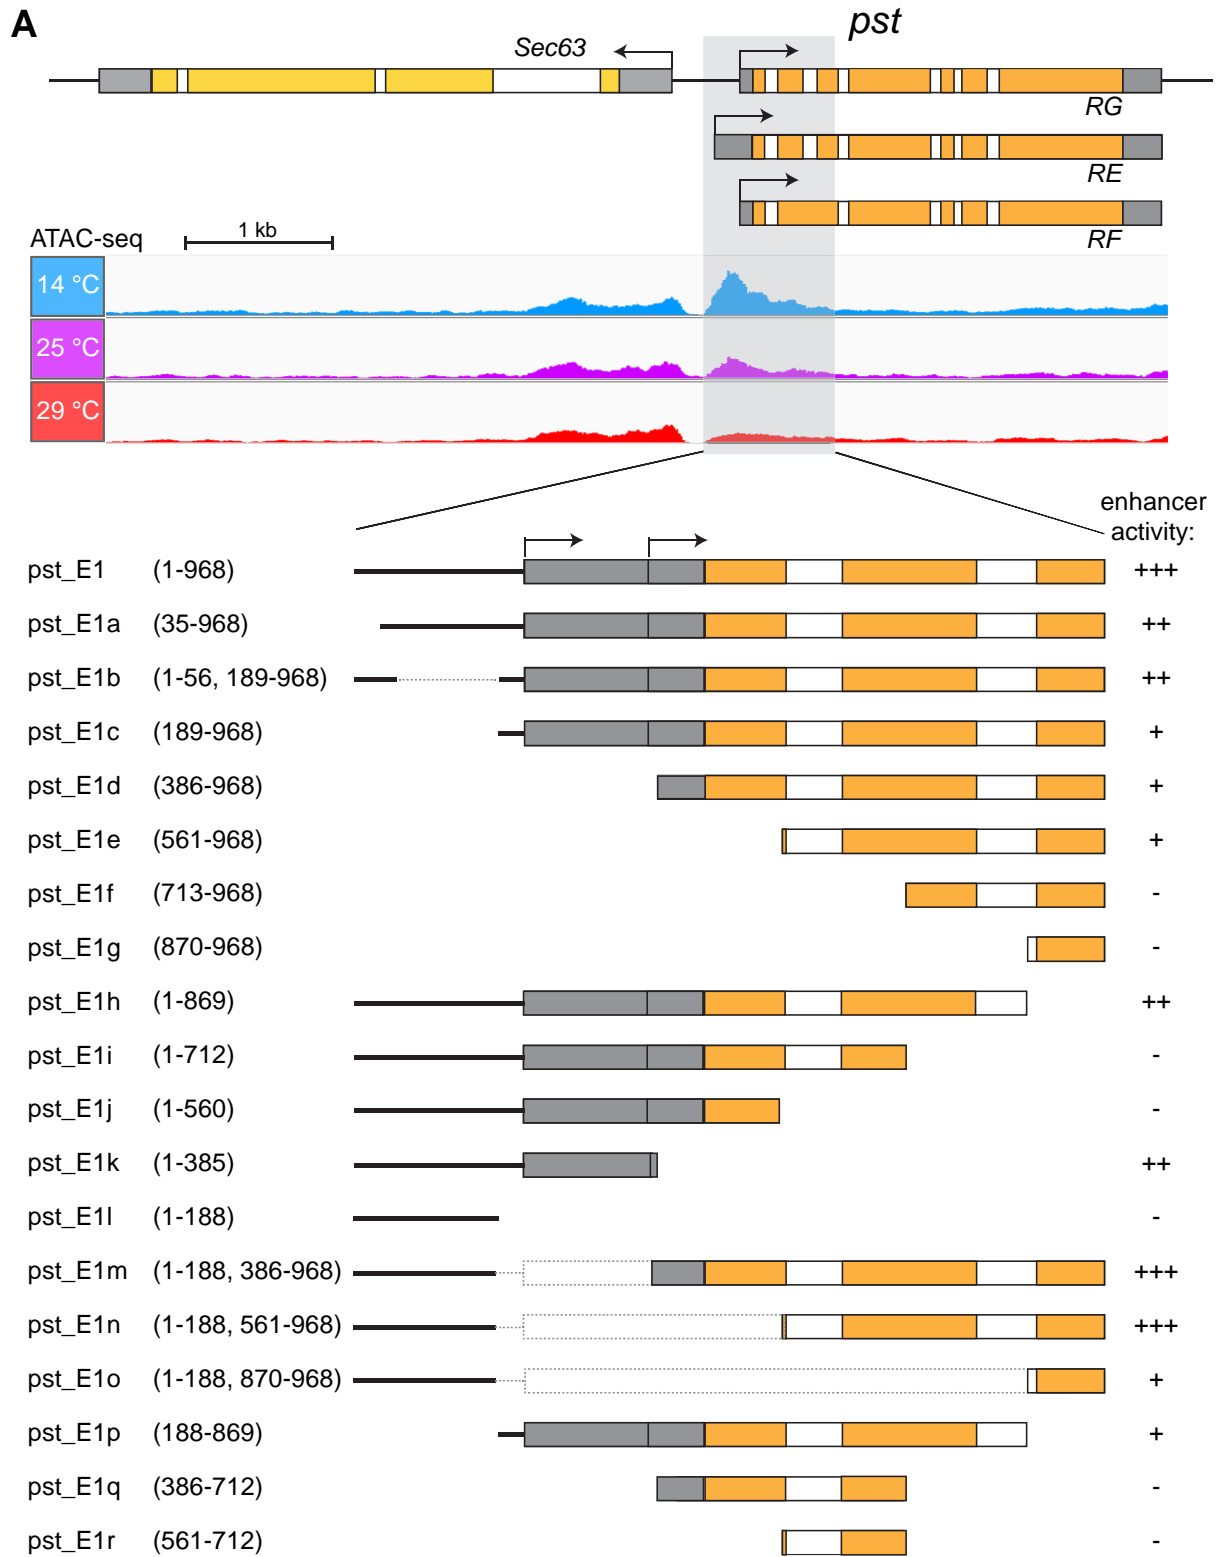 A
pst
Sec63
RG
RE
RF
ATAC-seq
1 kb
14 °C
25 °C
29 °C
enhancer
activity:
pst_E1 (1-968) +++
pst_E1a (35-968) ++
pst_E1b (1-56, 189-968) ++
pst_E1c (189-968) +
pst_E1d (386-968) +
pst_E1e (561-968) +
pst_E1f (713-968) -
pst_E1g (870-968) -
pst_E1h (1-869) ++
pst_E1i (1-712) -
pst_E1j (1-560) -
pst_E1k (1-385) ++
pst_E1l (1-188) -
pst_E1m (1-188, 386-968) +++
pst_E1n (1-188, 561-968) +++
pst_E1o (1-188, 870-968) +
pst_E1p (188-869) +
pst_E1q (386-712) -
pst_E1r (561-712) -